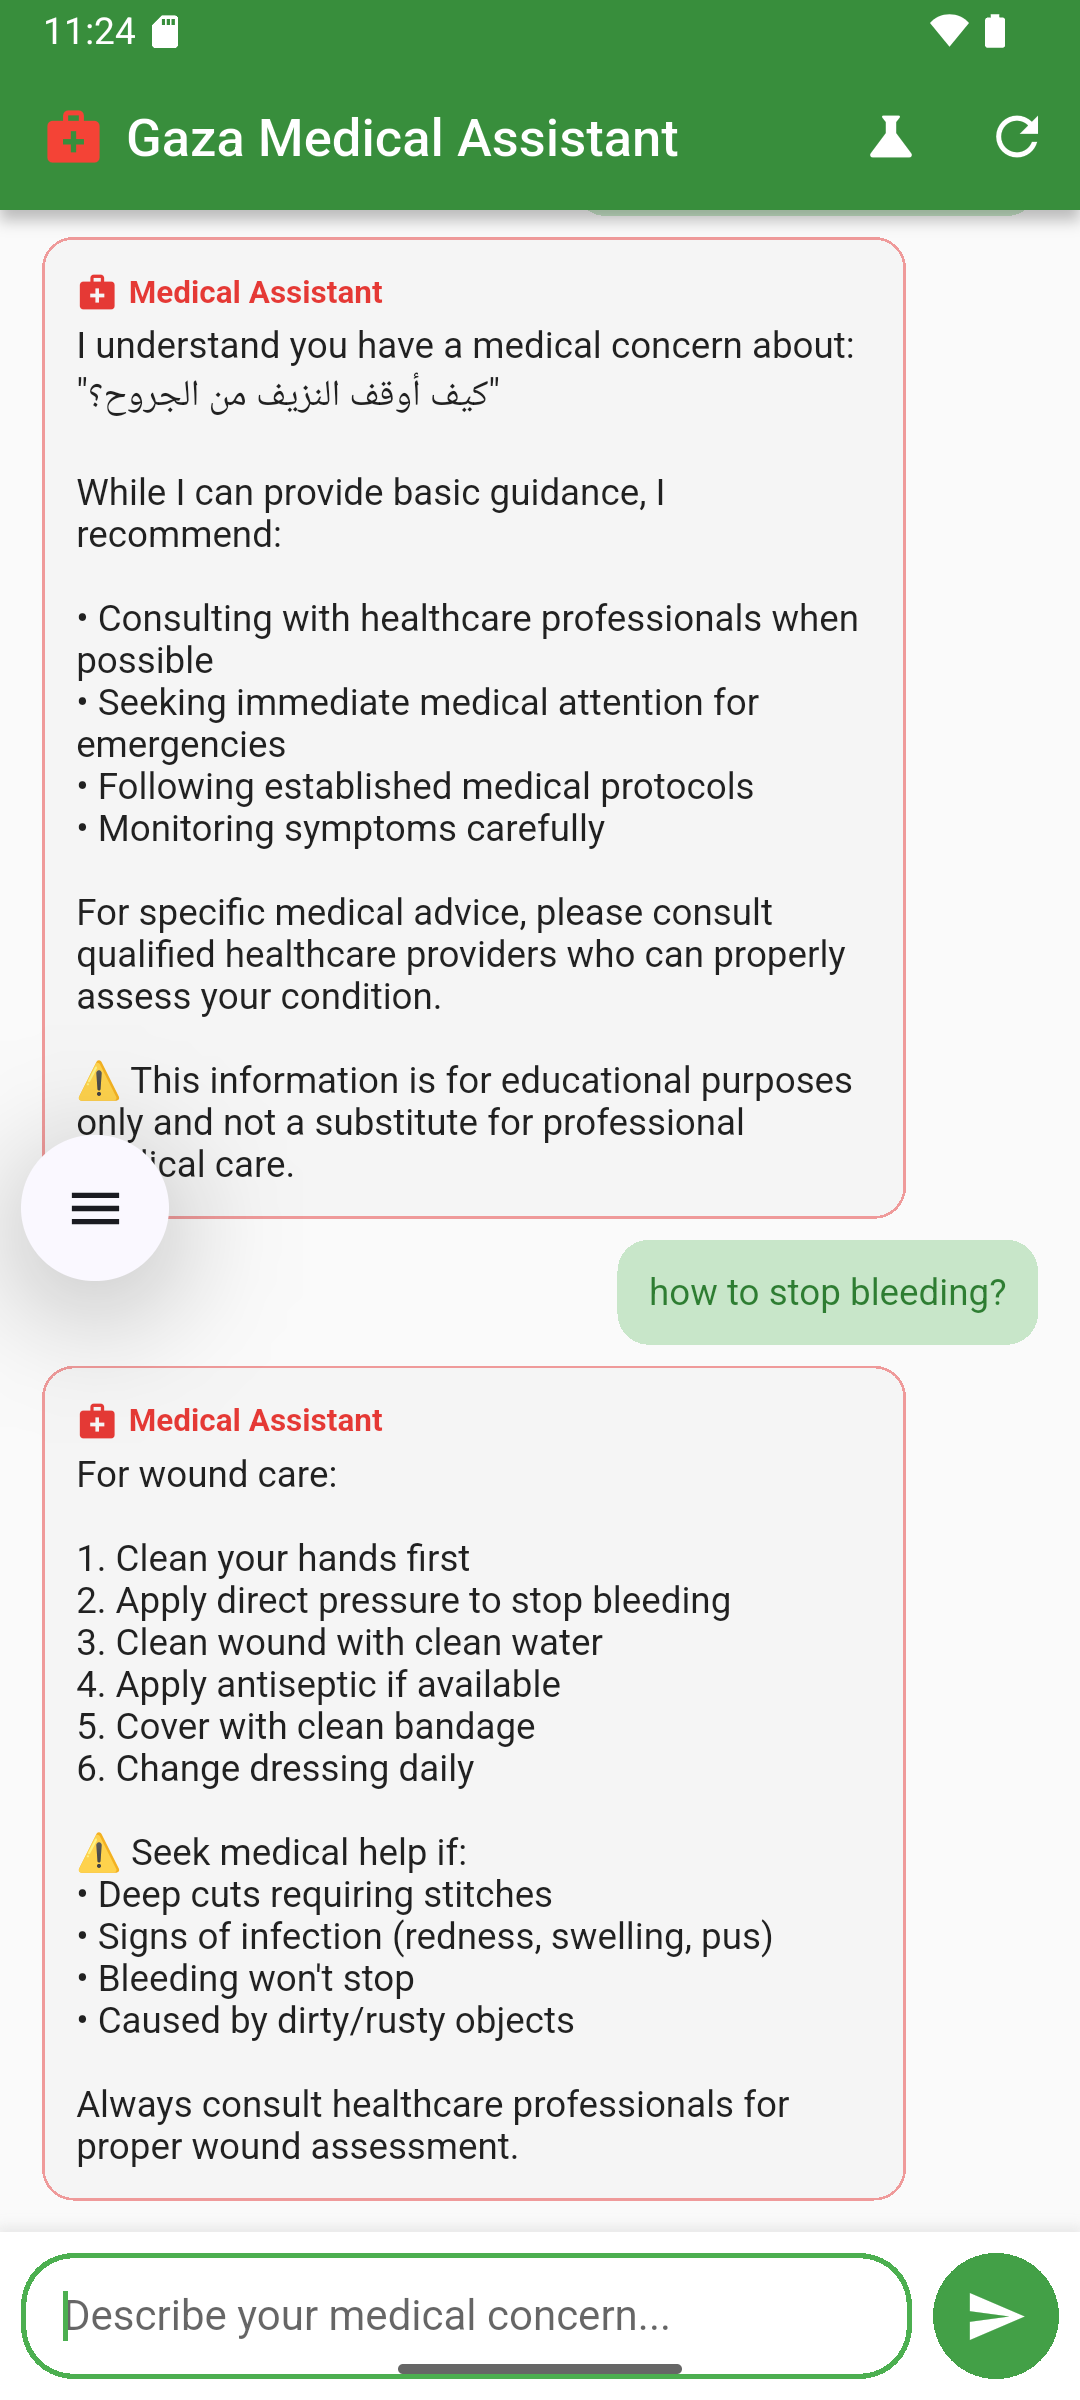 11:24
Gaza Medical Assistant
Medical Assistant
I understand you have a medical concern about:
"كيف أوقف النزيف من الجروح؟"
While I can provide basic guidance, I
recommend:
• Consulting with healthcare professionals when
possible
• Seeking immediate medical attention for
emergencies
• Following established medical protocols
• Monitoring symptoms carefully
For specific medical advice, please consult
qualified healthcare providers who can properly
assess your condition.
⚠️ This information is for educational purposes
only and not a substitute for professional
care.
how to stop bleeding?
Medical Assistant
For wound care:
1. Clean your hands first
2. Apply direct pressure to stop bleeding
3. Clean wound with clean water
4. Apply antiseptic if available
5. Cover with clean bandage
6. Change dressing daily
⚠️ Seek medical help if:
• Deep cuts requiring stitches
• Signs of infection (redness, swelling, pus)
• Bleeding won't stop
• Caused by dirty/rusty objects
Always consult healthcare professionals for
proper wound assessment.
Describe your medical concern...